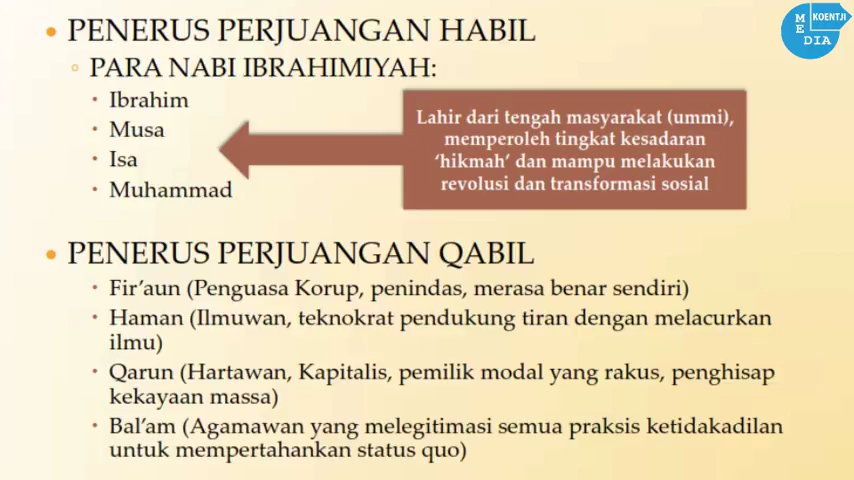 PENERUS PERJUANGAN HABIL
PARA NABI IBRAHIMIYAH:
Ibrahim
Musa
Isa
Muhammad
Lahir dari tengah masyarakat (ummi),
memperoleh tingkat kesadaran
‘hikmah’ dan mampu melakukan
revolusi dan transformasi sosial
PENERUS PERJUANGAN QABIL
Fir’aun (Penguasa Korup, penindas, merasa benar sendiri)
Haman (Ilmuwan, teknokrat pendukung tiran dengan melacurkan
ilmu)
Qarun (Hartawan, Kapitalis, pemilik modal yang rakus, penghisap
kekayaan massa)
Bal’am (Agamawan yang melegitimasi semua praksis ketidakadilan
untuk mempertahankan status quo)
KOENTJI
MEDIA